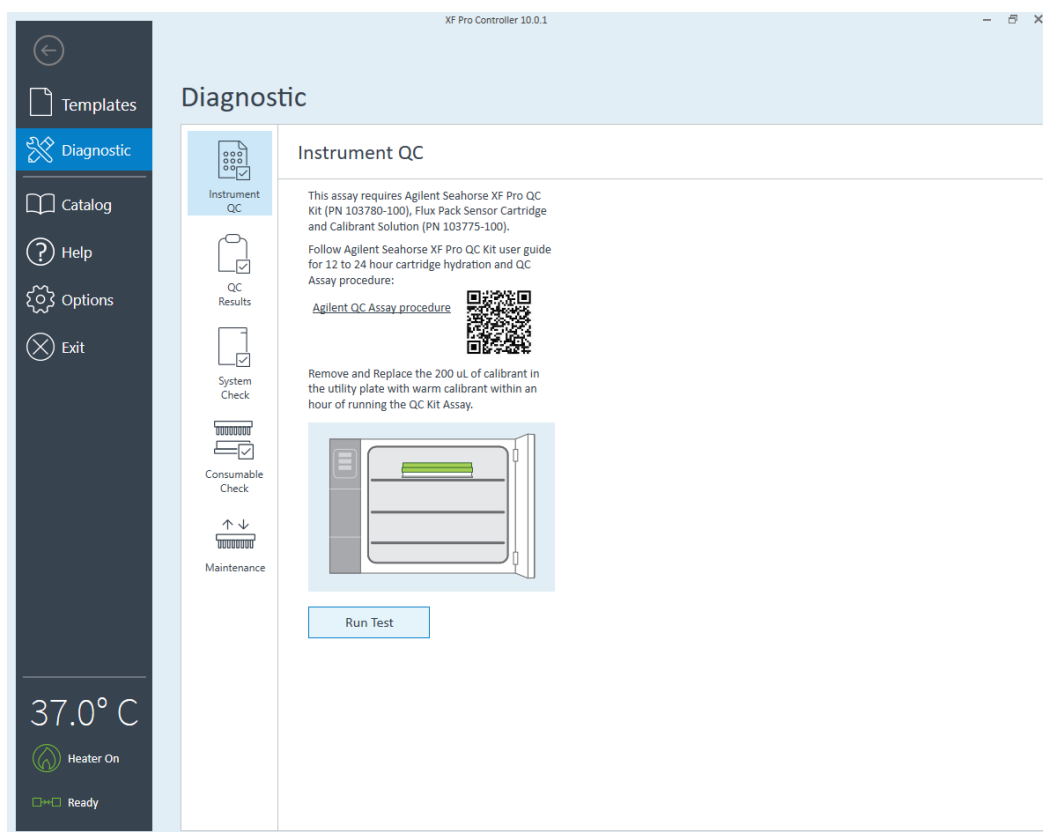 XF Pro Controller 10.0.1
Templates
Diagnostic
Catalog
Help
Options
Exit
37.0° C
Heater On
Ready
Diagnostic
Instrument
QC
QC
Results
System
Check
Consumable
Check
Maintenance
Instrument QC
This assay requires Agilent Seahorse XF Pro QC
Kit (PN 103780-100), Flux Pack Sensor Cartridge
and Calibrant Solution (PN 103775-100).
Follow Agilent Seahorse XF Pro QC Kit user guide
for 12 to 24 hour cartridge hydration and QC
Assay procedure:
Agilent QC Assay procedure
Remove and Replace the 200 uL of calibrant in
the utility plate with warm calibrant within an
hour of running the QC Kit Assay.
Run Test